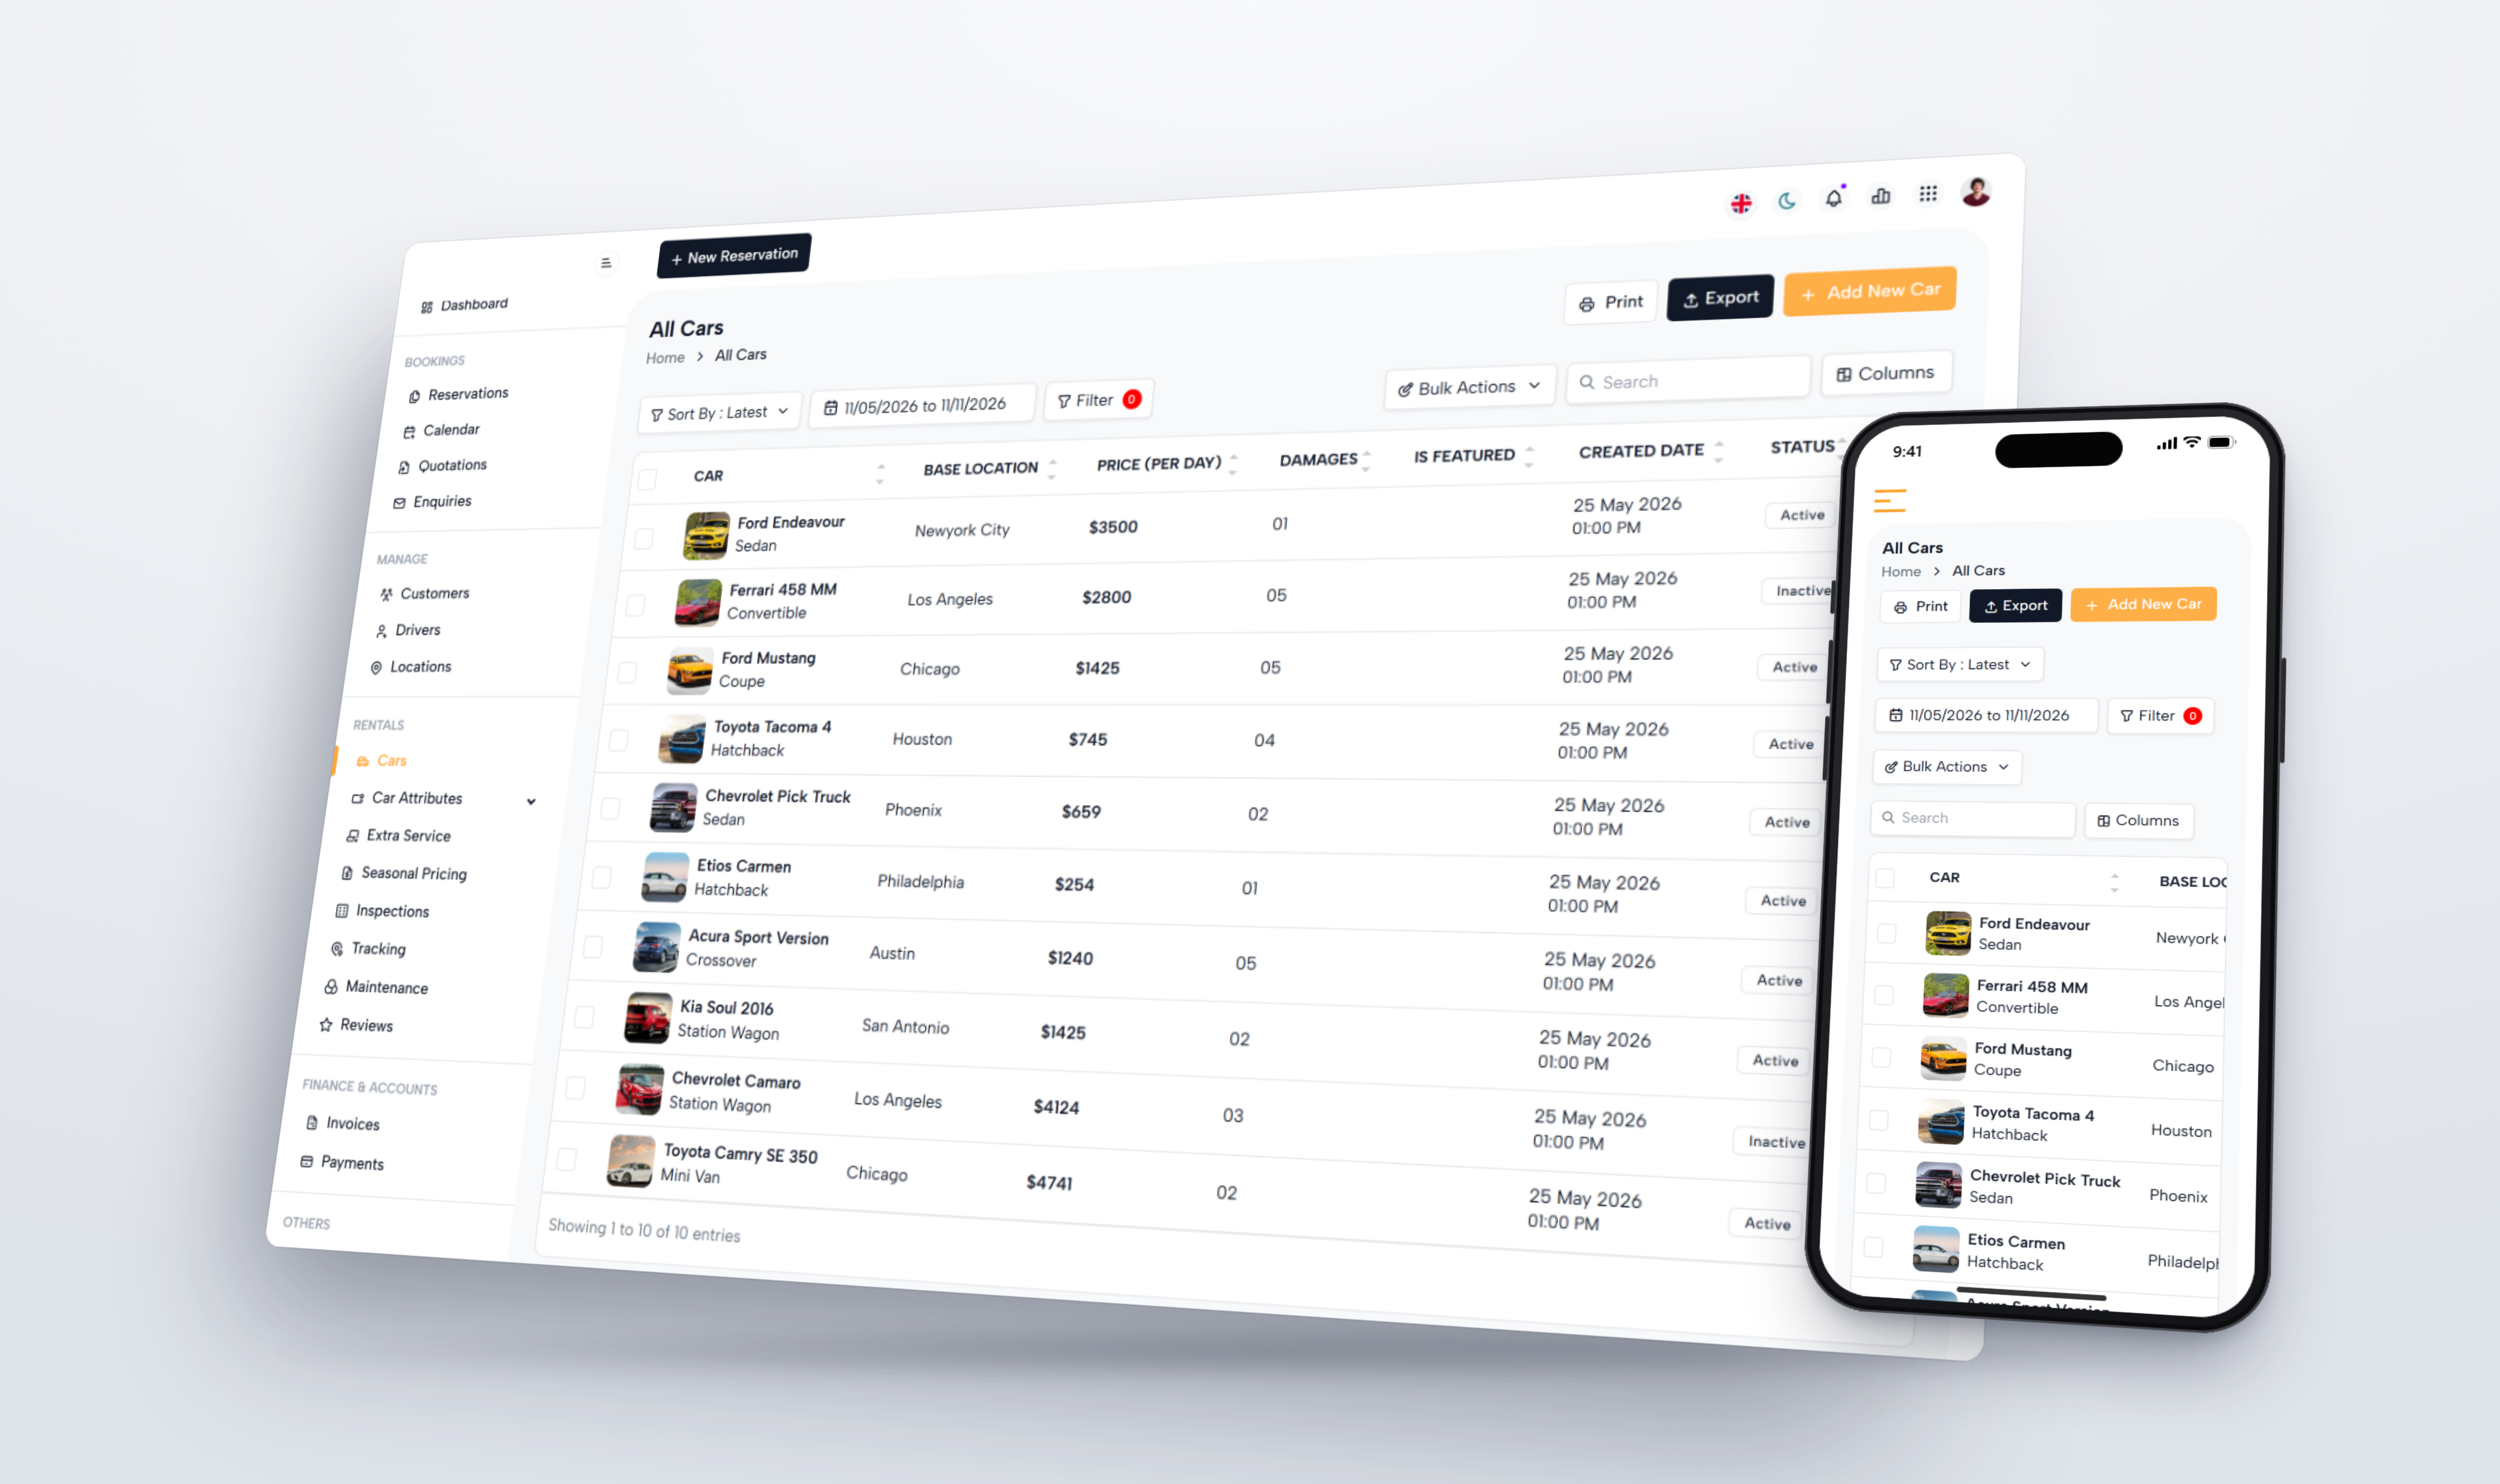 + New Reservation
Dashboard
BOOKINGS
Reservations
Calendar
Quotations
Enquiries
MANAGE
Customers
Drivers
Locations
RENTALS
Cars
Car Attributes
Extra Service
Seasonal Pricing
Inspections
Tracking
Maintenance
Reviews
FINANCE & ACCOUNTS
Invoices
Payments
OTHERS
All Cars
Home > All Cars
Print
Export
+ Add New Car
Sort By : Latest
11/05/2026 to 11/11/2026
Filter 0
Bulk Actions
Search
Columns
CAR BASE LOCATION PRICE (PER DAY) DAMAGES IS FEATURED CREATED DATE STATUS
Ford Endeavour Newyork City $3500 01 25 May 2026 Active
Sedan 01:00 PM
Ferrari 458 MM Los Angeles $2800 05 25 May 2026 Inactive
Convertible 01:00 PM
Ford Mustang Chicago $1425 05 25 May 2026 Active
Coupe 01:00 PM
Toyota Tacoma 4 Houston $745 04 25 May 2026 Active
Hatchback 01:00 PM
Chevrolet Pick Truck Phoenix $659 02 25 May 2026 Active
Sedan 01:00 PM
Etios Carmen Philadelphia $254 01 25 May 2026 Active
Hatchback 01:00 PM
Acura Sport Version Austin $1240 05 25 May 2026 Active
Crossover 01:00 PM
Kia Soul 2016 San Antonio $1425 02 25 May 2026 Active
Station Wagon 01:00 PM
Chevrolet Camaro Los Angeles $4124 03 25 May 2026 Inactive
Station Wagon 01:00 PM
Toyota Camry SE 350 Chicago $4741 02 25 May 2026 Active
Mini Van 01:00 PM
Showing 1 to 10 of 10 entries
9:41
All Cars
Home > All Cars
Print
Export
+ Add New Car
Sort By : Latest
11/05/2026 to 11/11/2026
Filter 0
Bulk Actions
Search
Columns
CAR BASE LOC
Ford Endeavour Newyork
Sedan
Ferrari 458 MM Los Angel
Convertible
Ford Mustang Chicago
Coupe
Toyota Tacoma 4 Houston
Hatchback
Chevrolet Pick Truck Phoenix
Sedan
Etios Carmen Philadelph
Hatchback
Acura Sport Version